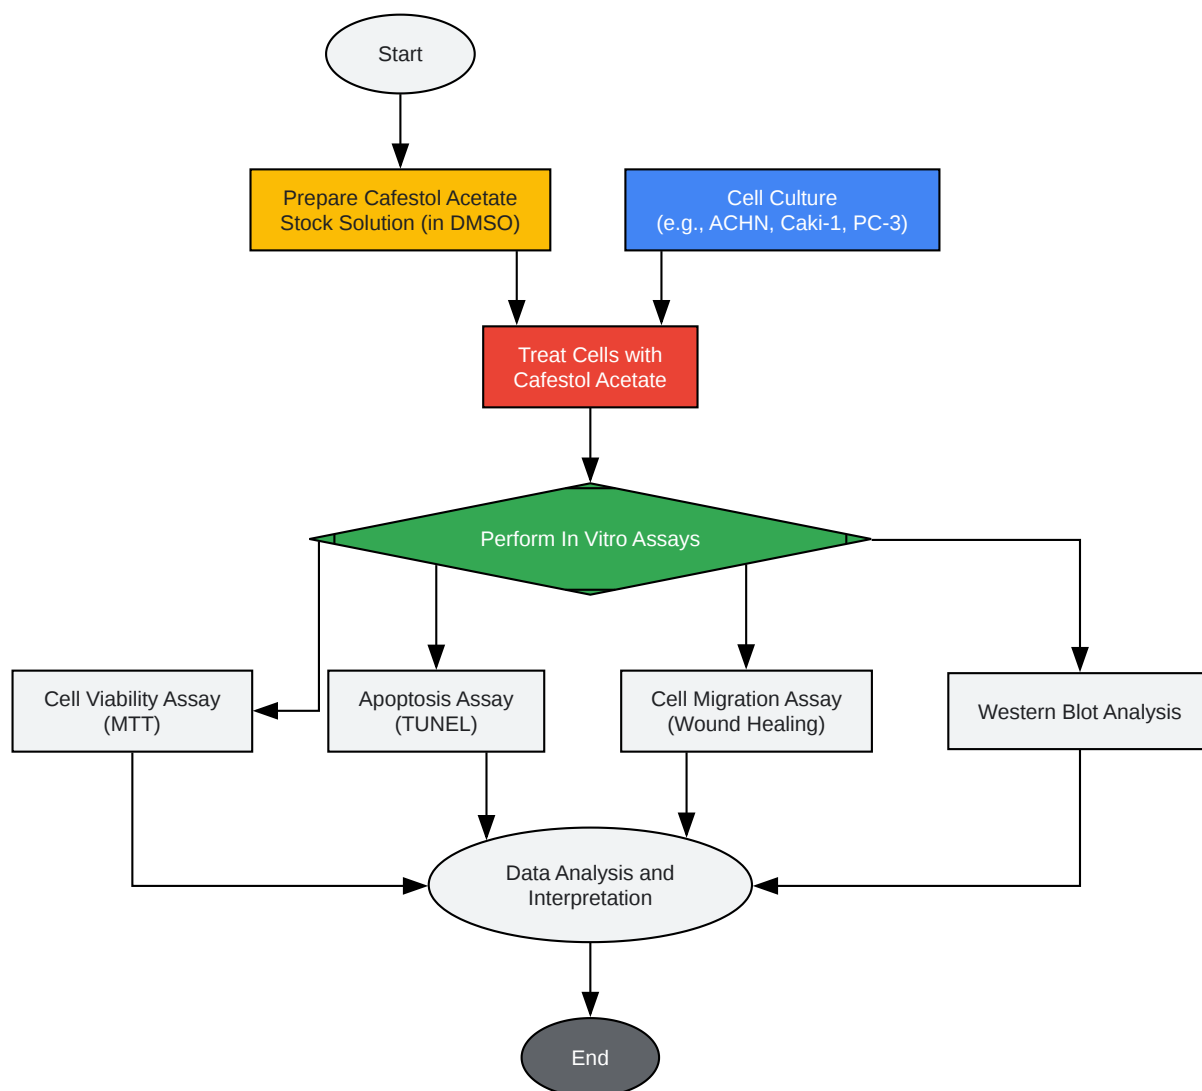 Start
Prepare Cafestol Acetate
Stock Solution (in DMSO)
Cell Culture
(e.g., ACHN, Caki-1, PC-3)
Treat Cells with
Cafestol Acetate
Perform In Vitro Assays
Cell Viability Assay
(MTT)
Apoptosis Assay
(TUNEL)
Cell Migration Assay
(Wound Healing)
Western Blot Analysis
Data Analysis and
Interpretation
End